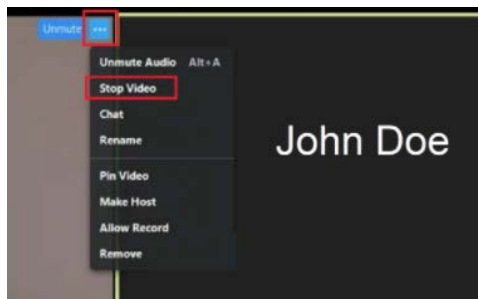 Unmute ...
Unmute Audio Alt+A
Stop Video
Chat
Rename
Pin Video
Make Host
Allow Record
Remove
John Doe